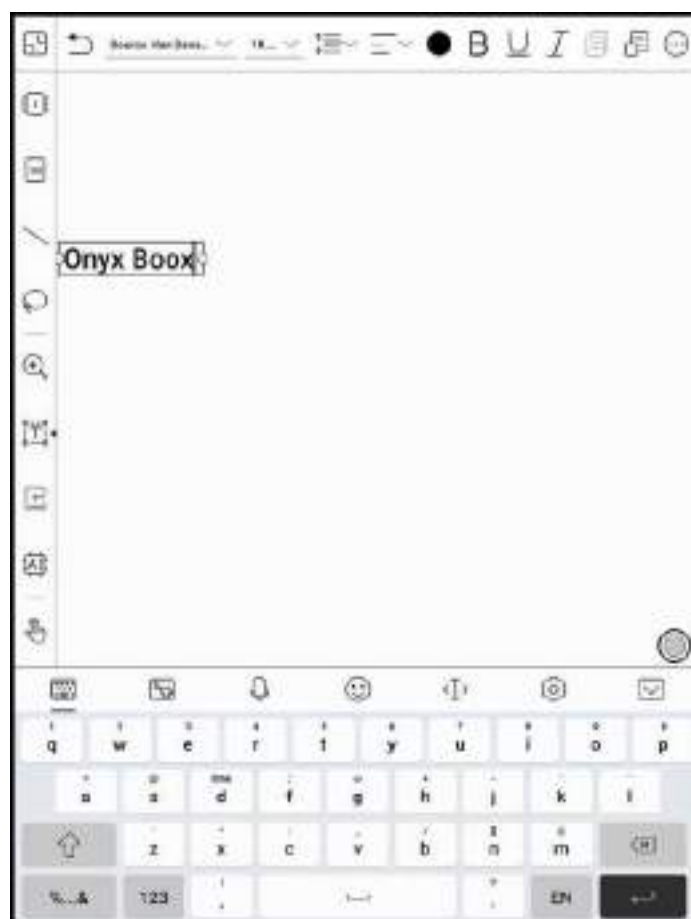 Onyx Boox
q w e r t y u i o p
a s d f g h j k l
z x c v b n m
%...& 123 EN